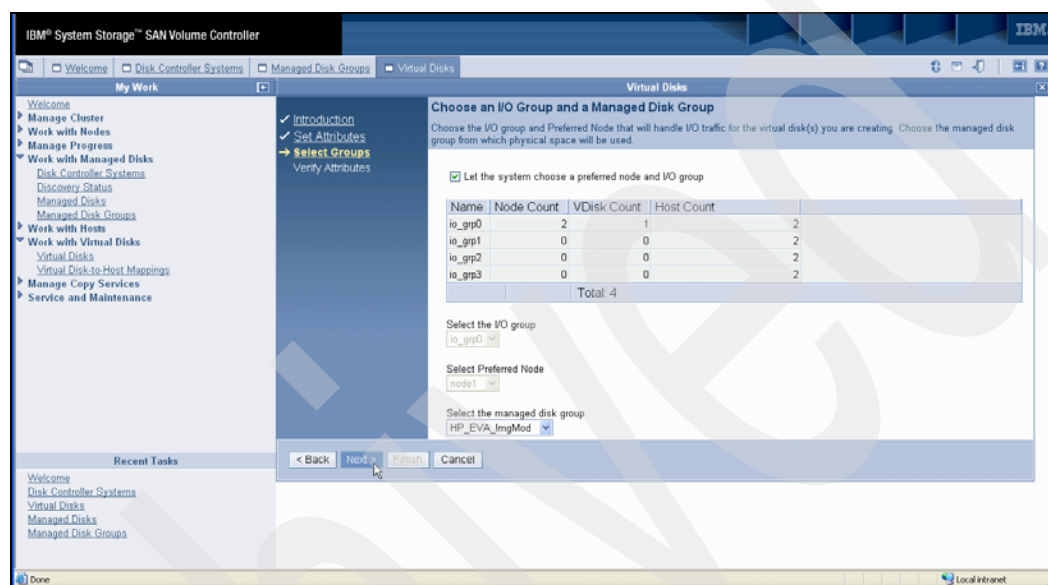 IBM® System Storage™ SAN Volume Controller
IBM
Welcome Disk Controller Systems Managed Disk Groups Virtual Disks
My Work
Welcome
Manage Cluster
Work with Nodes
Manage Progress
Work with Managed Disks
Disk Controller Systems
Discovery Status
Managed Disks
Managed Disk Groups
Work with Hosts
Work with Virtual Disks
Virtual Disks
Virtual Disk-to-Host Mappings
Manage Copy Services
Service and Maintenance
Recent Tasks
Welcome
Disk Controller Systems
Virtual Disks
Managed Disks
Managed Disk Groups
Virtual Disks
Introduction
Set Attributes
Select Groups
Verify Attributes
Choose an I/O Group and a Managed Disk Group
Choose the I/O group and Preferred Node that will handle I/O traffic for the virtual disk(s) you are creating. Choose the managed disk
group from which physical space will be used.
Let the system choose a preferred node and I/O group
Name Node Count VDisk Count Host Count
io_grp0 2 1 2
io_grp1 0 0 2
io_grp2 0 0 2
io_grp3 0 0 2
Total: 4
Select the I/O group
io_grp0
Select Preferred Node
node1
Select the managed disk group
HP_EVA_ImgMod
< Back Next > Finish Cancel
Done Local intranet